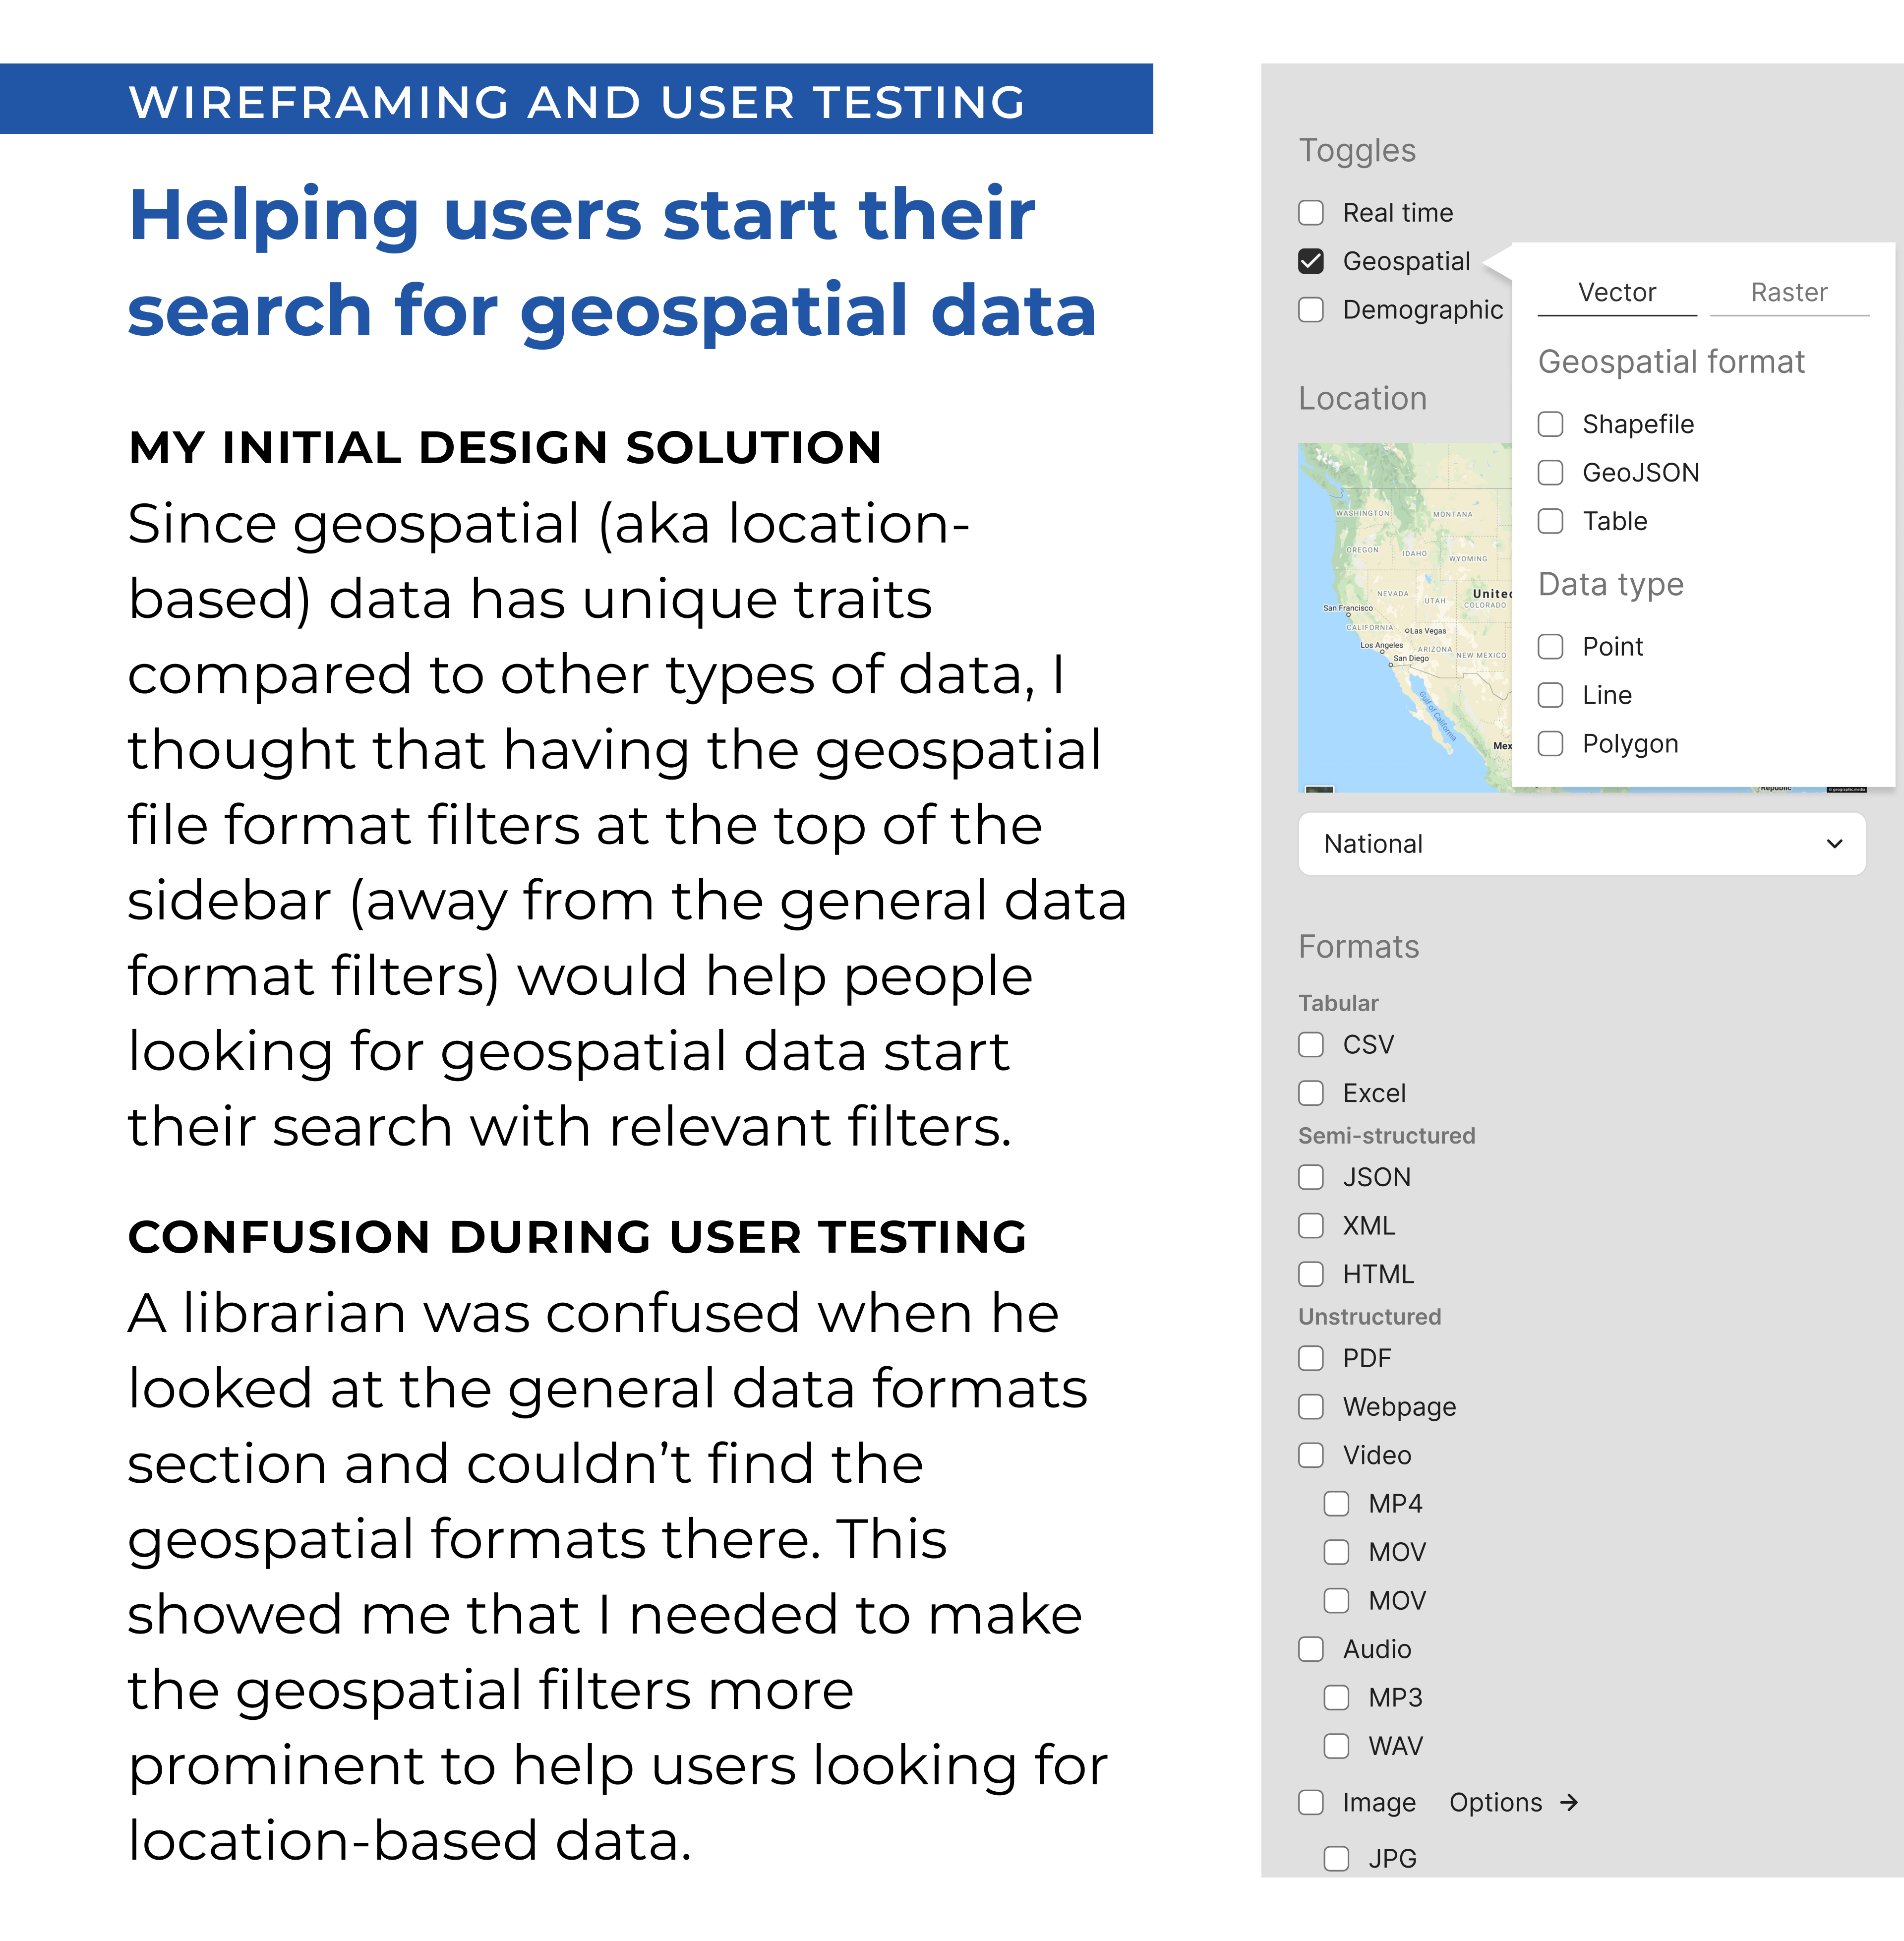 WIREFRAMING AND USER TESTING
Helping users start their
search for geospatial data
MY INITIAL DESIGN SOLUTION
Since geospatial (aka location-
based) data has unique traits
compared to other types of data, I
thought that having the geospatial
file format filters at the top of the
sidebar (away from the general data
format filters) would help people
looking for geospatial data start
their search with relevant filters.
CONFUSION DURING USER TESTING
A librarian was confused when he
looked at the general data formats
section and couldn't find the
geospatial formats there. This
showed me that I needed to make
the geospatial filters more
prominent to help users looking for
location-based data.
Toggles
Real time
Geospatial
Demographic
Vector Raster
Geospatial format
Shapefile
GeoJSON
Table
Data type
Point
Line
Polygon
Location
WASHINGTON
MONTANA
OREGON
IDAHO
WYOMING
NEVADA
UTAH
Unitec
COLORADO
San Francisco
CALIFORNIA
Las Vegas
Los Angeles
ARIZONA
NEW MEXICO
San Diego
Gulf of California
Mex
Republic
National
Formats
Tabular
CSV
Excel
Semi-structured
JSON
XML
HTML
Unstructured
PDF
Webpage
Video
MP4
MOV
MOV
Audio
MP3
WAV
Image Options →
JPG